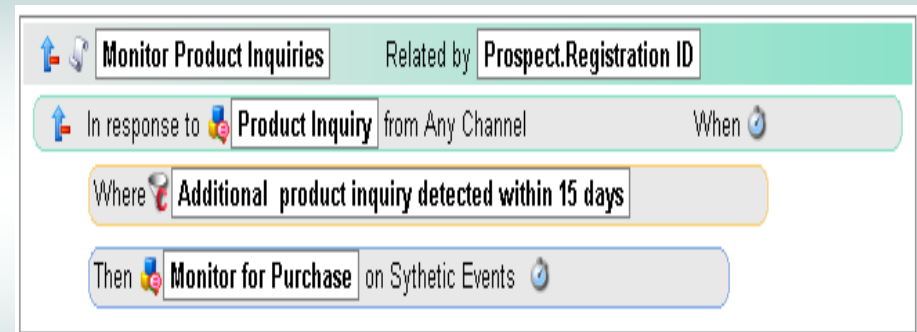 Monitor Product Inquiries Related by Prospect.Registration ID
In response to Product Inquiry from Any Channel When
Where Additional product inquiry detected within 15 days
Then Monitor for Purchase on Sythetic Events